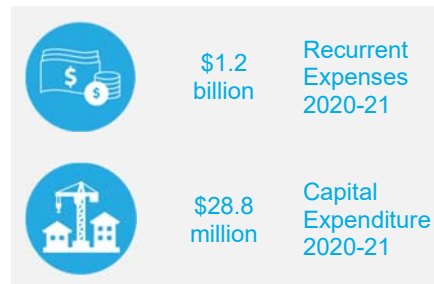 $
$
$1.2
billion
Recurrent
Expenses
2020-21
$28.8
million
Capital
Expenditure
2020-21